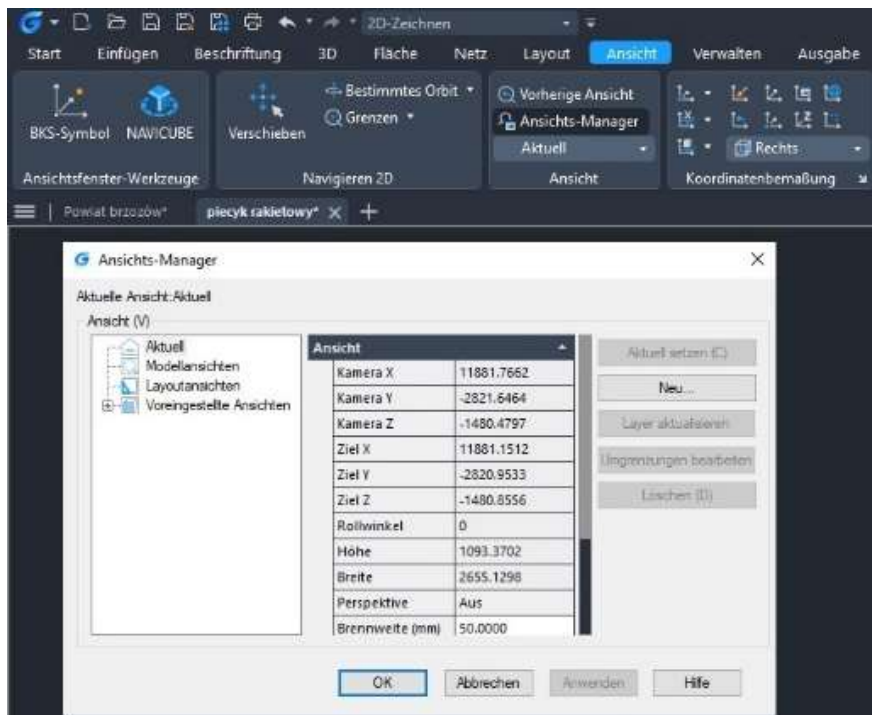 2D-Zeichnen
Start Einfügen Beschriftung 3D Fläche Netz Layout Ansicht Verwalten Ausgabe
BKS-Symbol NAVICUBE
Ansichtsfenster-Werkzeuge
Verschieben
Bestimmtes Orbit
Grenzen
Navigieren 2D
Vorherige Ansicht
Ansichts-Manager
Aktuell
Ansicht
Rechts
Koordinatenbemaßung
Powiat brzozów* piecyk rakietowy*
Ansichts-Manager
Aktuelle Ansicht:Aktuell
Ansicht (V)
Aktuell
Modellansichten
Layoutansichten
Voreingestellte Ansichten
Ansicht
Kamera X 11881.7662
Kamera Y -2821.6464
Kamera Z -1480.4797
Ziel X 11881.1512
Ziel Y -2820.9533
Ziel Z -1480.8556
Rollwinkel 0
Höhe 1093.3702
Breite 2655.1298
Perspektive Aus
Brennweite (mm) 50.0000
Aktuell setzen (C)
Neu...
Layer aktualisieren
Umgrenzungen bearbeiten
Löschen (D)
OK Abbrechen Anwenden Hilfe